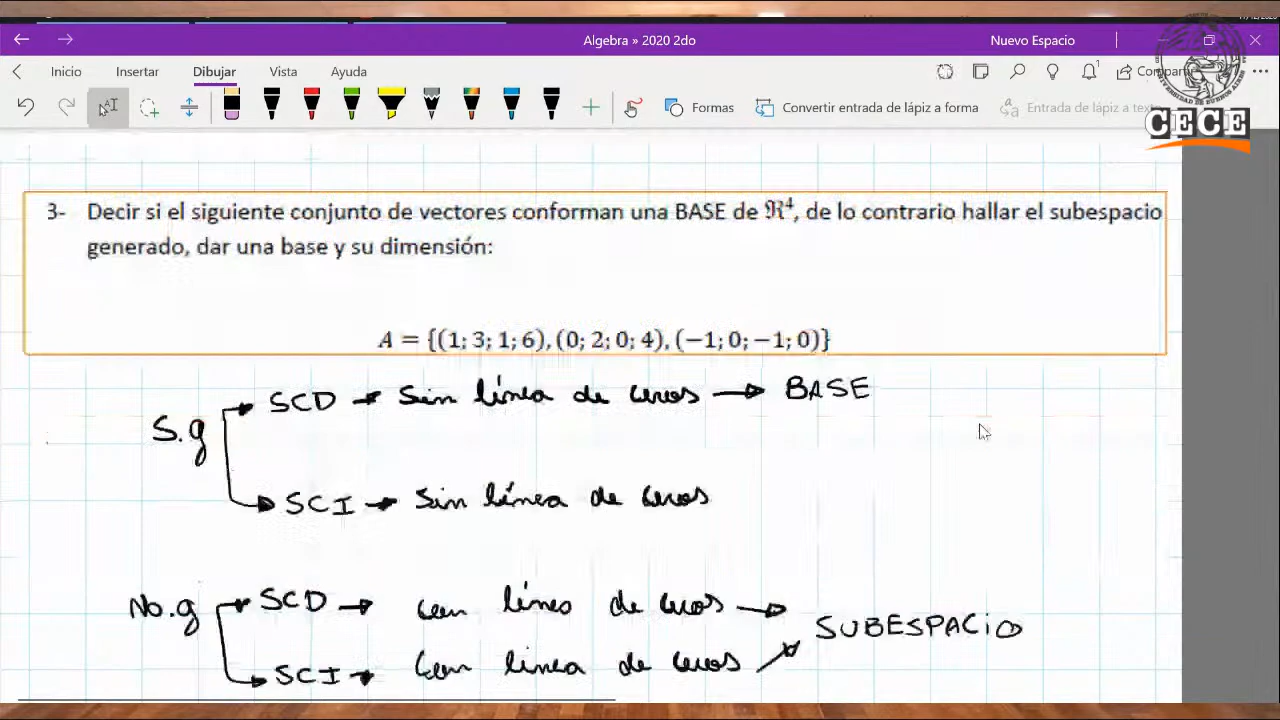 Algebra » 2020 2do
Nuevo Espacio
Inicio Insertar Dibujar Vista Ayuda
Compartir
Formas Convertir entrada de lápiz a forma Entrada de lápiz a texto
CECE
3- Decir si el siguiente conjunto de vectores conforman una BASE de ℜ⁴, de lo contrario hallar el subespacio
generado, dar una base y su dimensión:
A = {(1; 3; 1; 6), (0; 2; 0; 4), (−1; 0; −1; 0)}
S.g
SCD → Sin línea de ceros → BASE
SCI → Sin línea de ceros
No.g
SCD → Con línea de ceros → SUBESPACIO
SCI → Con línea de ceros